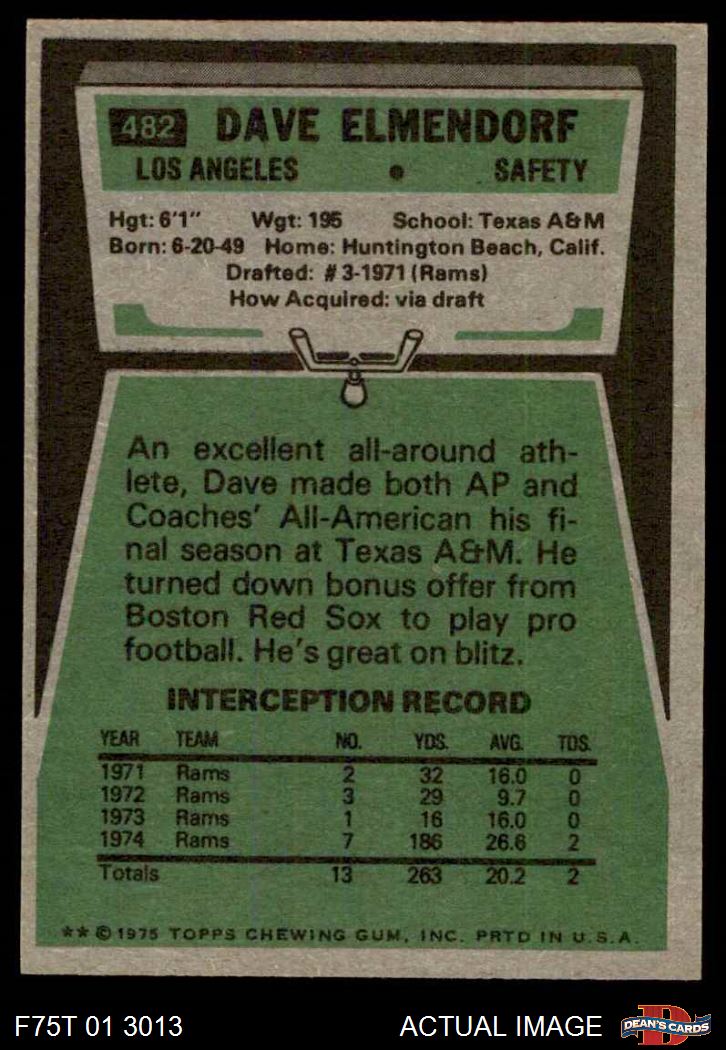 482 DAVE ELMENDORF
LOS ANGELES • SAFETY
Hgt: 6'1" Wgt: 195 School: Texas A&M
Born: 6-20-49 Home: Huntington Beach, Calif.
Drafted: #3-1971 (Rams)
How Acquired: via draft
An excellent all-around ath-
lete, Dave made both AP and
Coaches' All-American his fi-
nal season at Texas A&M. He
turned down bonus offer from
Boston Red Sox to play pro
football. He's great on blitz.
INTERCEPTION RECORD
YEAR TEAM NO. YDS. AVG. TDS.
1971 Rams 2 32 16.0 0
1972 Rams 3 29 9.7 0
1973 Rams 1 16 16.0 0
1974 Rams 7 186 26.6 2
Totals 13 263 20.2 2
** © 1975 TOPPS CHEWING GUM, INC. PRTD IN U.S.A.
F75T 01 3013 ACTUAL IMAGE D DEAN'S CARDS